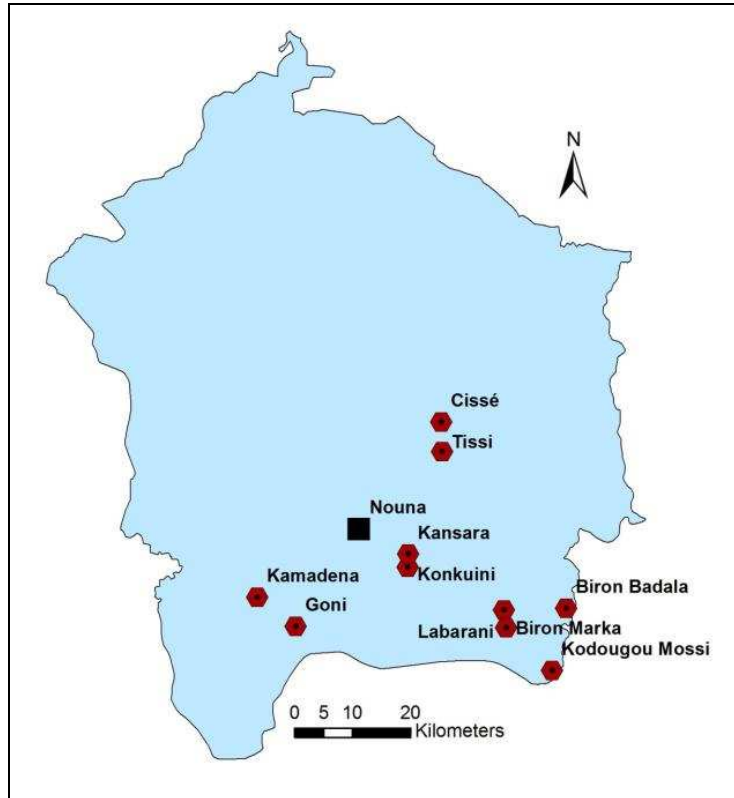 N
Cissé
Tissi
Nouna
Kansara
Konkuini
Kamadena
Goni
Biron Badala
Labarani
Biron Marka
Kodougou Mossi
0 5 10 20
Kilometers